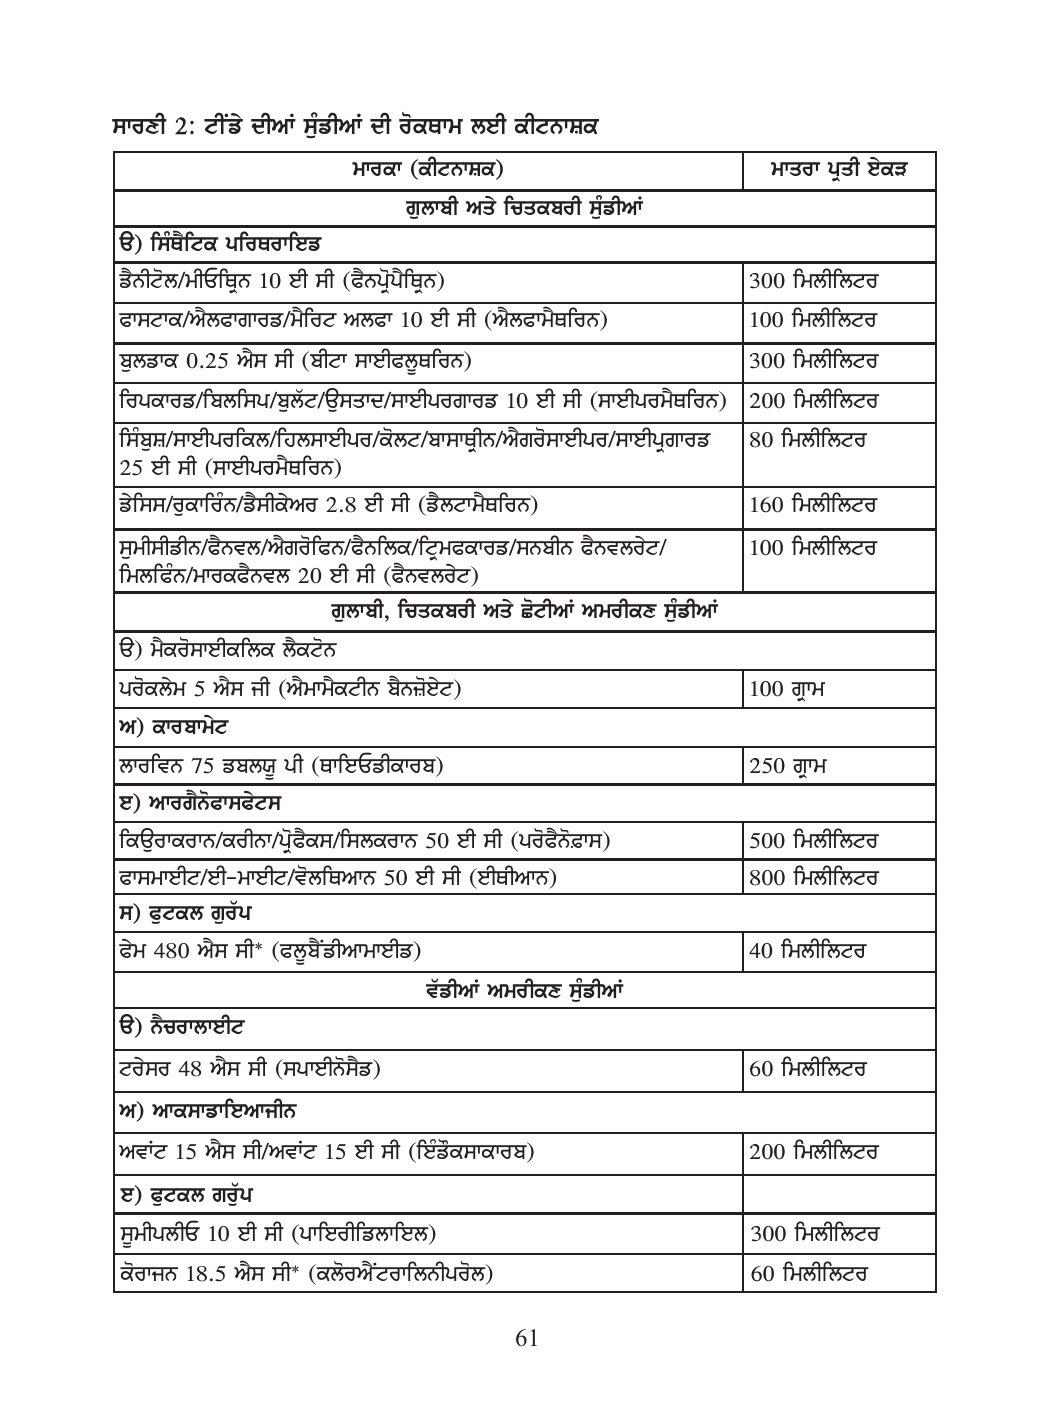 ਸਾਰਣੀ 2: ਟੀਂਡੇ ਦੀਆਂ ਸੁੰਡੀਆਂ ਦੀ ਰੋਕਥਾਮ ਲਈ ਕੀਟਨਾਸ਼ਕ
ਮਾਰਕਾ (ਕੀਟਨਾਸ਼ਕ) ਮਾਤਰਾ ਪ੍ਰਤੀ ਏਕੜ
ਗੁਲਾਬੀ ਅਤੇ ਚਿਤਕਬਰੀ ਸੁੰਡੀਆਂ
ੳ) ਸਿੰਥੈਟਿਕ ਪਰਿਥਰਾਇਡ
ਡੈਨੀਟੋਲ/ਮੀਓਥ੍ਰਿਨ 10 ਈ ਸੀ (ਫੈਨਪ੍ਰੋਪੈਥ੍ਰਿਨ) 300 ਮਿਲੀਲਿਟਰ
ਫਾਸਟਾਕ/ਐਲਫਾਗਾਰਡ/ਮੈਰਿਟ ਅਲਫਾ 10 ਈ ਸੀ (ਐਲਫਾਮੈਥਰਿਨ) 100 ਮਿਲੀਲਿਟਰ
ਬੁਲਡਾਕ 0.25 ਐਸ ਸੀ (ਬੀਟਾ ਸਾਈਫਲੂਥਰਿਨ) 300 ਮਿਲੀਲਿਟਰ
ਰਿਪਕਾਰਡ/ਬਿਲਸਿਪ/ਬੁਲੱਟ/ਉਸਤਾਦ/ਸਾਈਪਰਗਾਰਡ 10 ਈ ਸੀ (ਸਾਈਪਰਮੈਥਰਿਨ) 200 ਮਿਲੀਲਿਟਰ
ਸਿੰਬੁਸ਼/ਸਾਈਪਰਕਿਲ/ਹਿਲਸਾਈਪਰ/ਕੋਲਟ/ਬਾਸਾਥ੍ਰੀਨ/ਐਗਰੋਸਾਈਪਰ/ਸਾਈਪ੍ਰਗਾਰਡ 80 ਮਿਲੀਲਿਟਰ
25 ਈ ਸੀ (ਸਾਈਪਰਮੈਥਰਿਨ)
ਡੇਸਿਸ/ਰੁਕਾਰਿੰਨ/ਡੈਸੀਕੇਅਰ 2.8 ਈ ਸੀ (ਡੈਲਟਾਮੈਥਰਿਨ) 160 ਮਿਲੀਲਿਟਰ
ਸੁਮੀਸੀਡੀਨ/ਫੈਨਵਲ/ਐਗਰੋਫਿਨ/ਫੈਨਲਿਕ/ਟ੍ਰਿਮਫਕਾਰਡ/ਸਨਬੀਨ ਫੈਨਵਲਰੇਟ/ 100 ਮਿਲੀਲਿਟਰ
ਮਿਲਫਿੰਨ/ਮਾਰਕਫੈਨਵਲ 20 ਈ ਸੀ (ਫੈਨਵਲਰੇਟ)
ਗੁਲਾਬੀ, ਚਿਤਕਬਰੀ ਅਤੇ ਛੋਟੀਆਂ ਅਮਰੀਕਣ ਸੁੰਡੀਆਂ
ੳ) ਮੈਕਰੋਸਾਈਕਲਿਕ ਲੈਕਟੋਨ
ਪਰੋਕਲੇਮ 5 ਐਸ ਜੀ (ਐਮਾਮੈਕਟੀਨ ਬੈਨਜ਼ੋਏਟ) 100 ਗ੍ਰਾਮ
ਅ) ਕਾਰਬਾਮੇਟ
ਲਾਰਵਿਨ 75 ਡਬਲਯੂ ਪੀ (ਥਾਇਓਡੀਕਾਰਬ) 250 ਗ੍ਰਾਮ
ੲ) ਆਰਗੈਨੋਫਾਸਫੇਟਸ
ਕਿਉਰਾਕਰਾਨ/ਕਰੀਨਾ/ਪ੍ਰੋਫੈਕਸ/ਸਿਲਕਰਾਨ 50 ਈ ਸੀ (ਪਰੋਫੈਨੋਫ਼ਾਸ) 500 ਮਿਲੀਲਿਟਰ
ਫਾਸਮਾਈਟ/ਈ-ਮਾਈਟ/ਵੋਲਥਿਆਨ 50 ਈ ਸੀ (ਈਥੀਆਨ) 800 ਮਿਲੀਲਿਟਰ
ਸ) ਫੁਟਕਲ ਗੁਰੱਪ
ਫੇਮ 480 ਐਸ ਸੀ* (ਫਲੂਬੈਂਡੀਆਮਾਈਡ) 40 ਮਿਲੀਲਿਟਰ
ਵੱਡੀਆਂ ਅਮਰੀਕਣ ਸੁੰਡੀਆਂ
ੳ) ਨੈਚਰਾਲਾਈਟ
ਟਰੇਸਰ 48 ਐਸ ਸੀ (ਸਪਾਈਨੋਸੈਡ) 60 ਮਿਲੀਲਿਟਰ
ਅ) ਆਕਸਾਡਾਇਆਜੀਨ
ਅਵਾਂਟ 15 ਐਸ ਸੀ/ਅਵਾਂਟ 15 ਈ ਸੀ (ਇੰਡੌਕਸਾਕਾਰਬ) 200 ਮਿਲੀਲਿਟਰ
ੲ) ਫੁਟਕਲ ਗਰੁੱਪ
ਸੂਮੀਪਲੀਓ 10 ਈ ਸੀ (ਪਾਇਰੀਡਿਲਾਇਲ) 300 ਮਿਲੀਲਿਟਰ
ਕੋਰਾਜਨ 18.5 ਐਸ ਸੀ* (ਕਲੋਰਐਂਟਰਾਲਿਨੀਪਰੋਲ) 60 ਮਿਲੀਲਿਟਰ
61